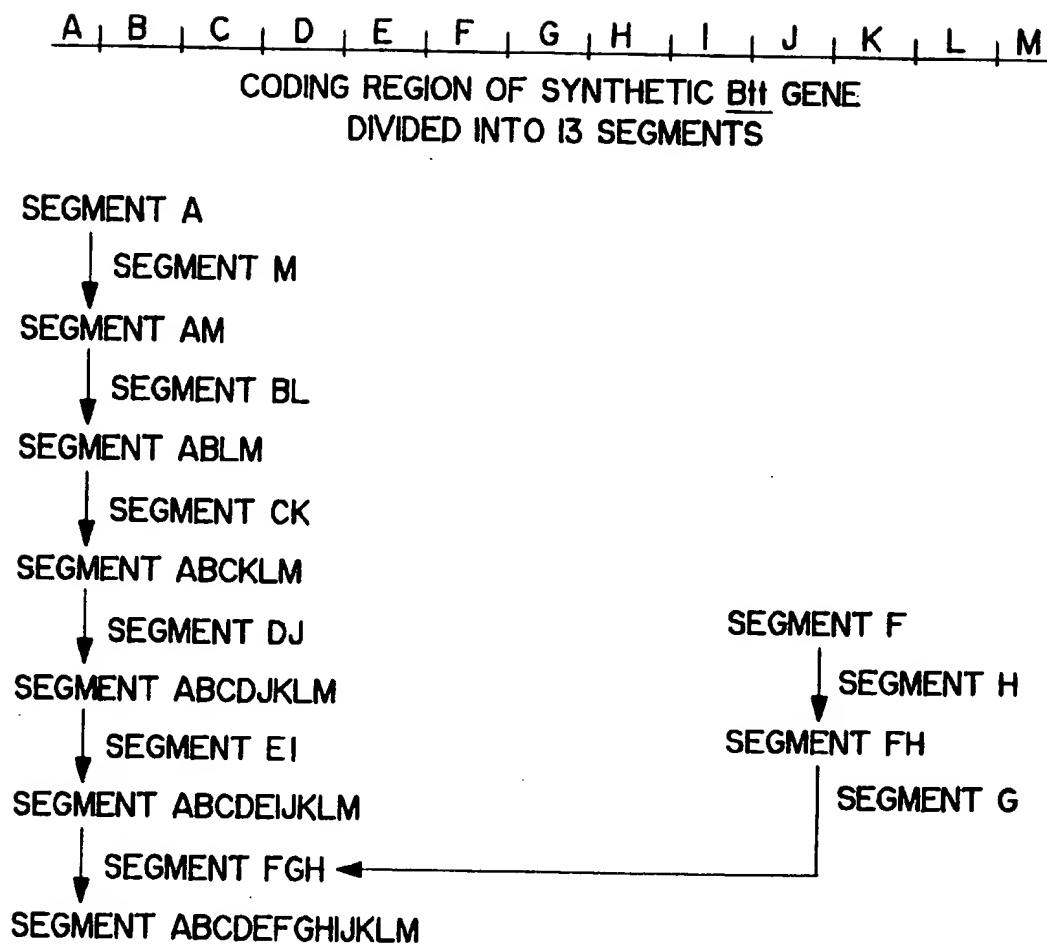 A B C D E F G H I J K L M
CODING REGION OF SYNTHETIC Btt GENE
DIVIDED INTO 13 SEGMENTS
SEGMENT A
SEGMENT M
SEGMENT AM
SEGMENT BL
SEGMENT ABLM
SEGMENT CK
SEGMENT ABCKLM
SEGMENT DJ
SEGMENT ABCDJKLM
SEGMENT EI
SEGMENT ABCDEIJKLM
SEGMENT FGH
SEGMENT ABCDEFGHIJKLM
SEGMENT F
SEGMENT H
SEGMENT FH
SEGMENT G